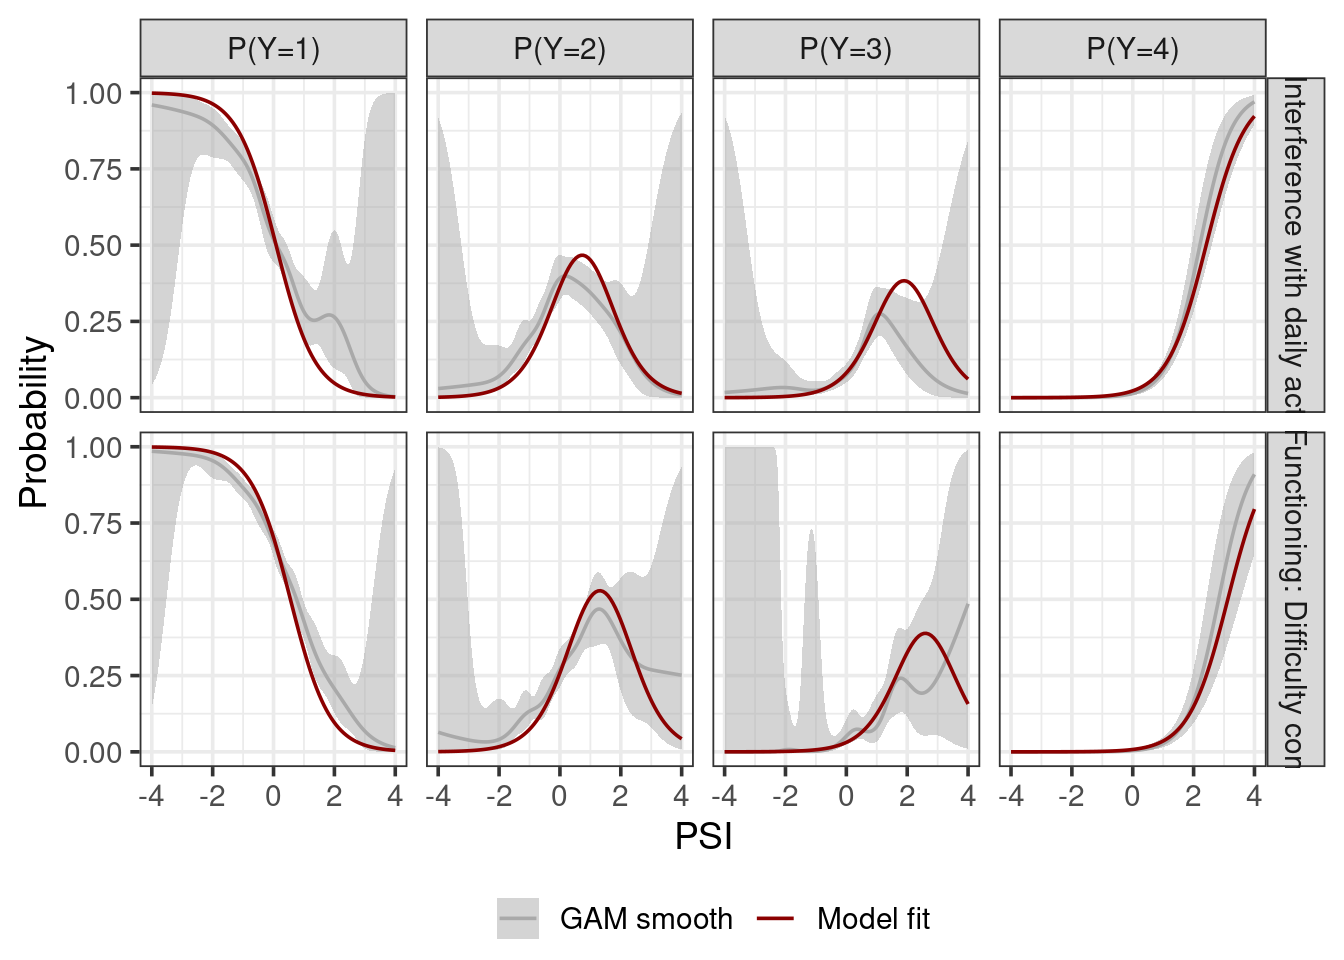 P(Y=1) P(Y=2) P(Y=3) P(Y=4)
1.00
0.75
0.50
0.25
0.00
Interference with daily act
1.00
0.75
0.50
0.25
0.00
Functioning: Difficulty con
Probability
-4 -2 0 2 4 -4 -2 0 2 4 -4 -2 0 2 4 -4 -2 0 2 4
PSI
GAM smooth Model fit